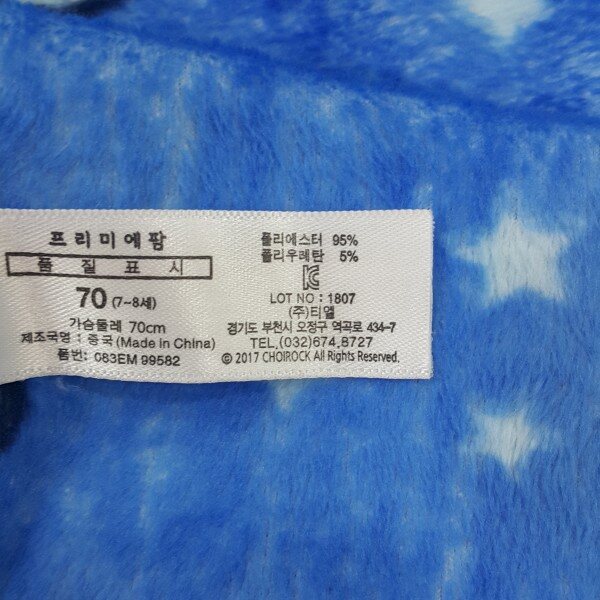 프리미에팜
품질표시
70 (7~8세)
가슴둘레 70cm
제조국명 : 중국 (Made in China)
품번: 083EM 99582
폴리에스터 95%
폴리우레탄 5%
LOT NO : 1807
(주)티엘
경기도 부천시 오정구 역곡로 434-7
TEL,(032)674,8727
© 2017 CHOIROCK All Rights Reserved.